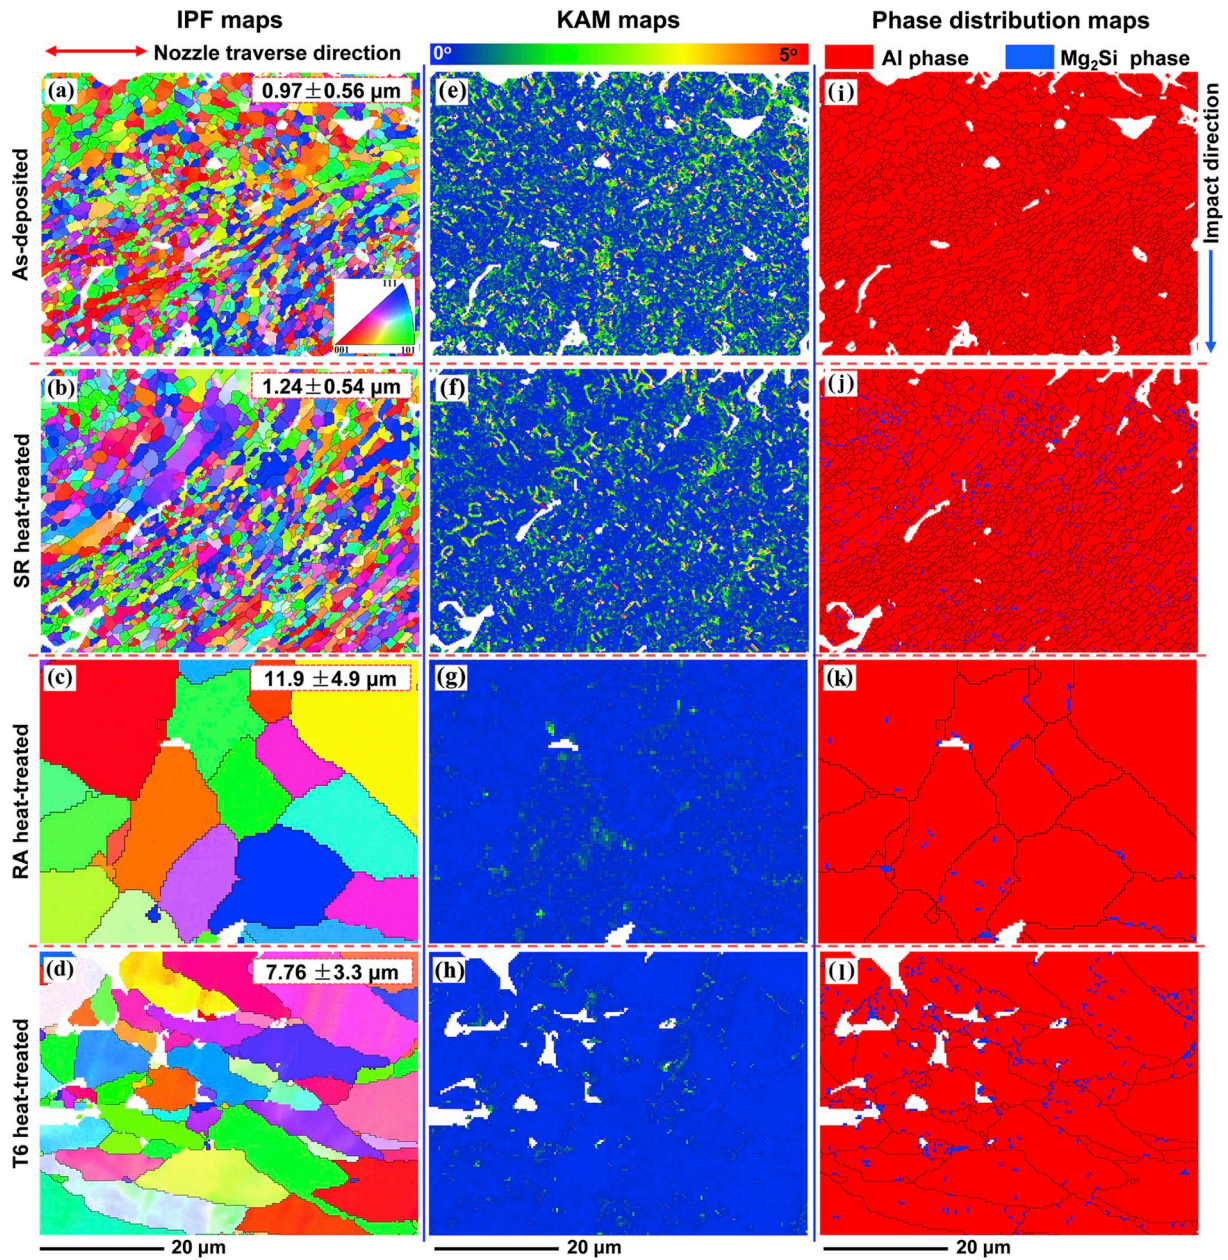 IPF maps
KAM maps
Phase distribution maps
Nozzle traverse direction
0° 5°
Al phase
Mg₂Si phase
As-deposited
(a)
0.97 ± 0.56 μm
111
001
101
(e)
(i)
Impact direction
SR heat-treated
(b)
1.24 ± 0.54 μm
(f)
(j)
RA heat-treated
(c)
11.9 ± 4.9 μm
(g)
(k)
T6 heat-treated
(d)
7.76 ± 3.3 μm
(h)
(l)
20 μm
20 μm
20 μm